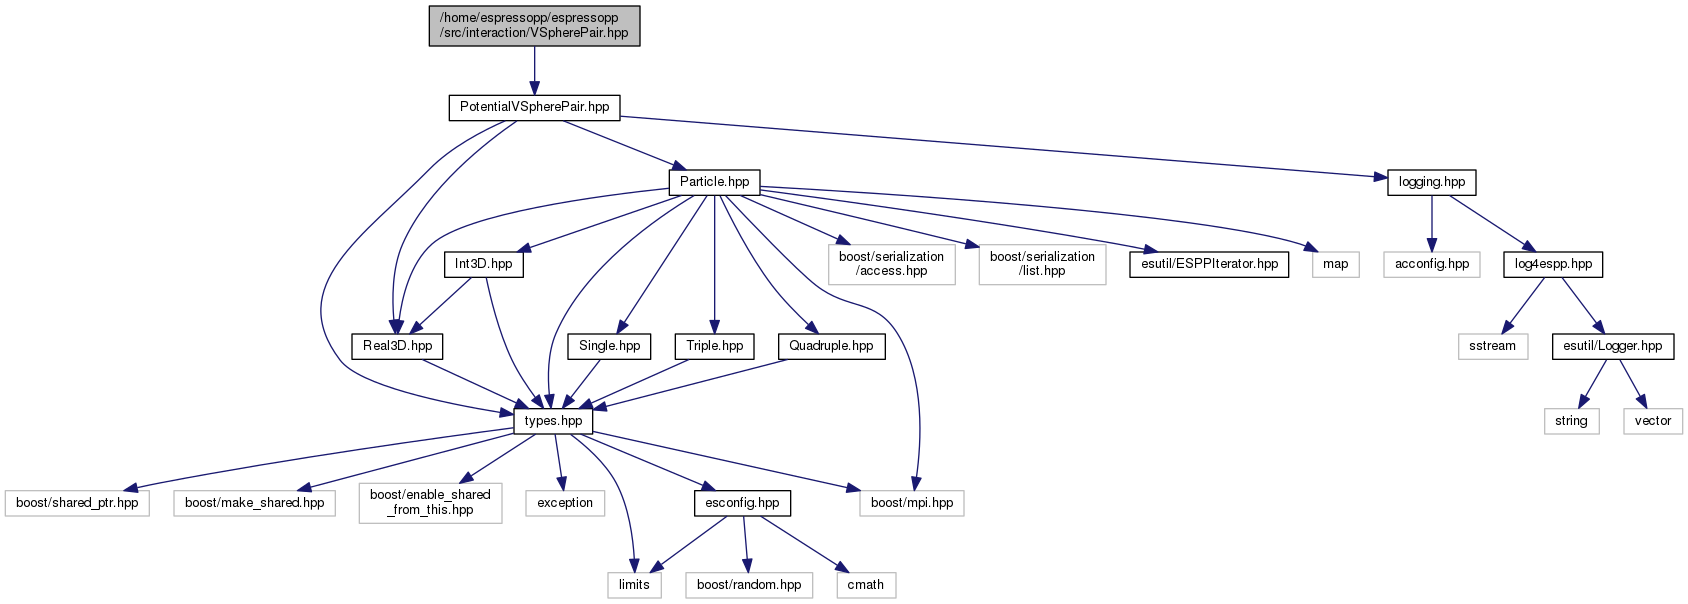 /home/espressopp/espressopp
/src/interaction/VSpherePair.hpp
PotentialVSpherePair.hpp
Particle.hpp
logging.hpp
Int3D.hpp
boost/serialization
/access.hpp
boost/serialization
/list.hpp
esutil/ESPPIterator.hpp
map
acconfig.hpp
log4espp.hpp
Real3D.hpp
Single.hpp
Triple.hpp
Quadruple.hpp
sstream
esutil/Logger.hpp
types.hpp
string
vector
boost/shared_ptr.hpp
boost/make_shared.hpp
boost/enable_shared
_from_this.hpp
exception
esconfig.hpp
boost/mpi.hpp
limits
boost/random.hpp
cmath